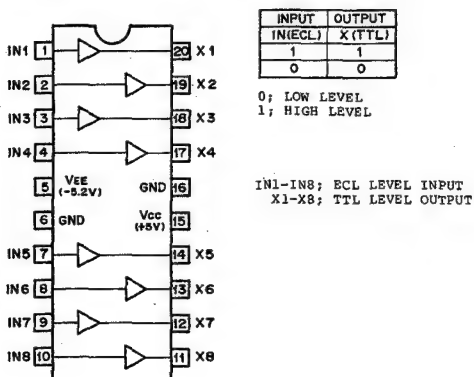 IN1 1 20 X1
IN2 2 19 X2
IN3 3 18 X3
IN4 4 17 X4
5 VEE (-5.2V) GND 16
6 GND Vcc (+5V) 15
IN5 7 14 X5
IN6 8 13 X6
IN7 9 12 X7
IN8 10 11 X8
INPUT OUTPUT
IN(ECL) X(TTL)
1 1
0 0
0; LOW LEVEL
1; HIGH LEVEL
IN1-IN8; ECL LEVEL INPUT
X1-X8; TTL LEVEL OUTPUT